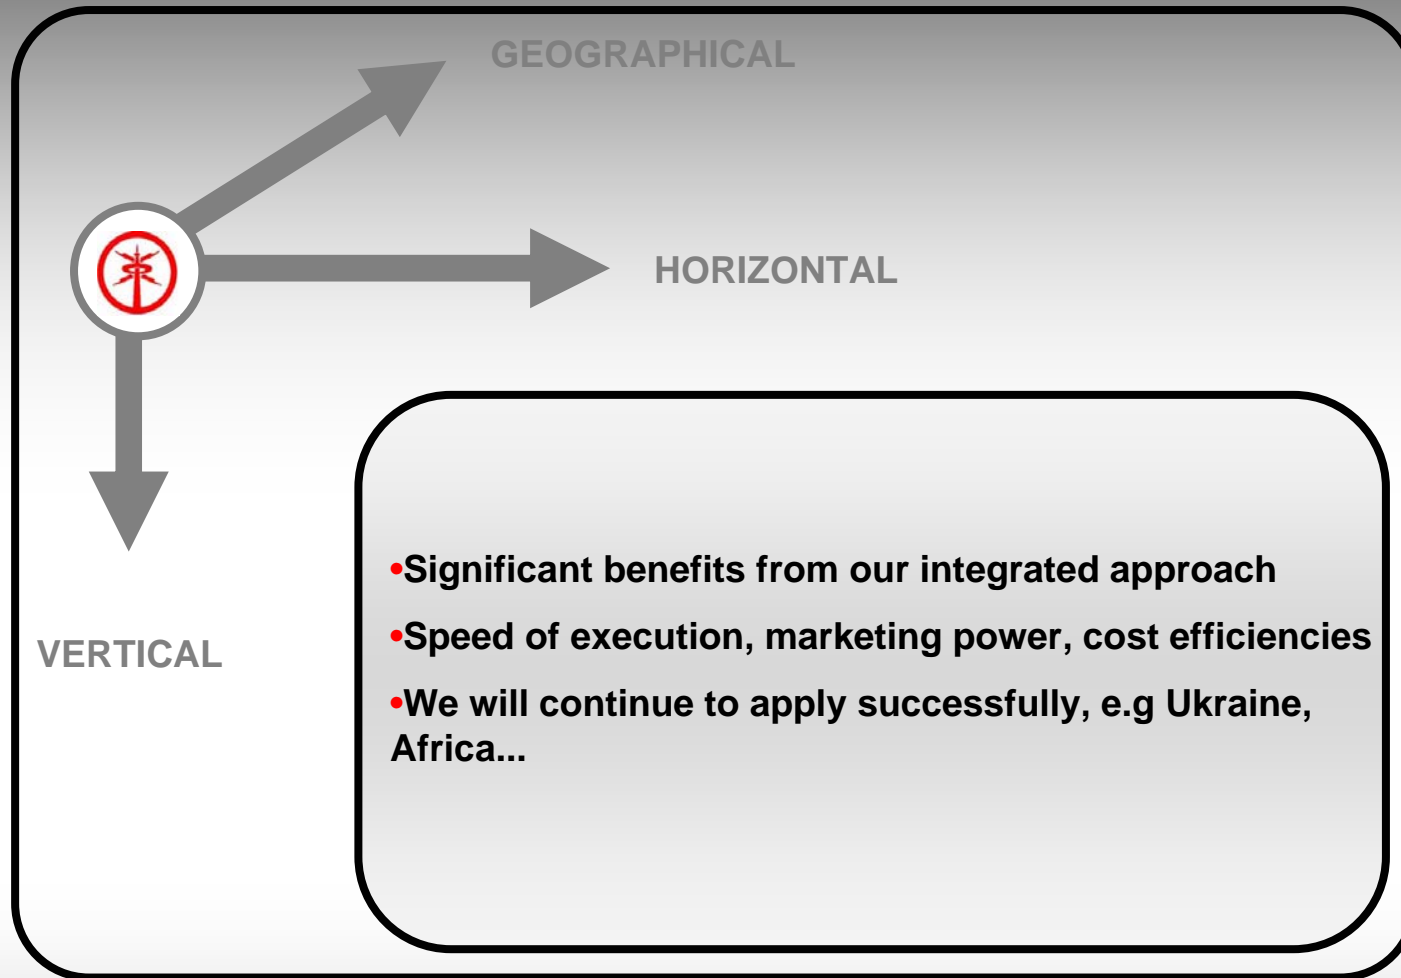 GEOGRAPHICAL
HORIZONTAL
VERTICAL
•Significant benefits from our integrated approach
•Speed of execution, marketing power, cost efficiencies
•We will continue to apply successfully, e.g Ukraine,
Africa...